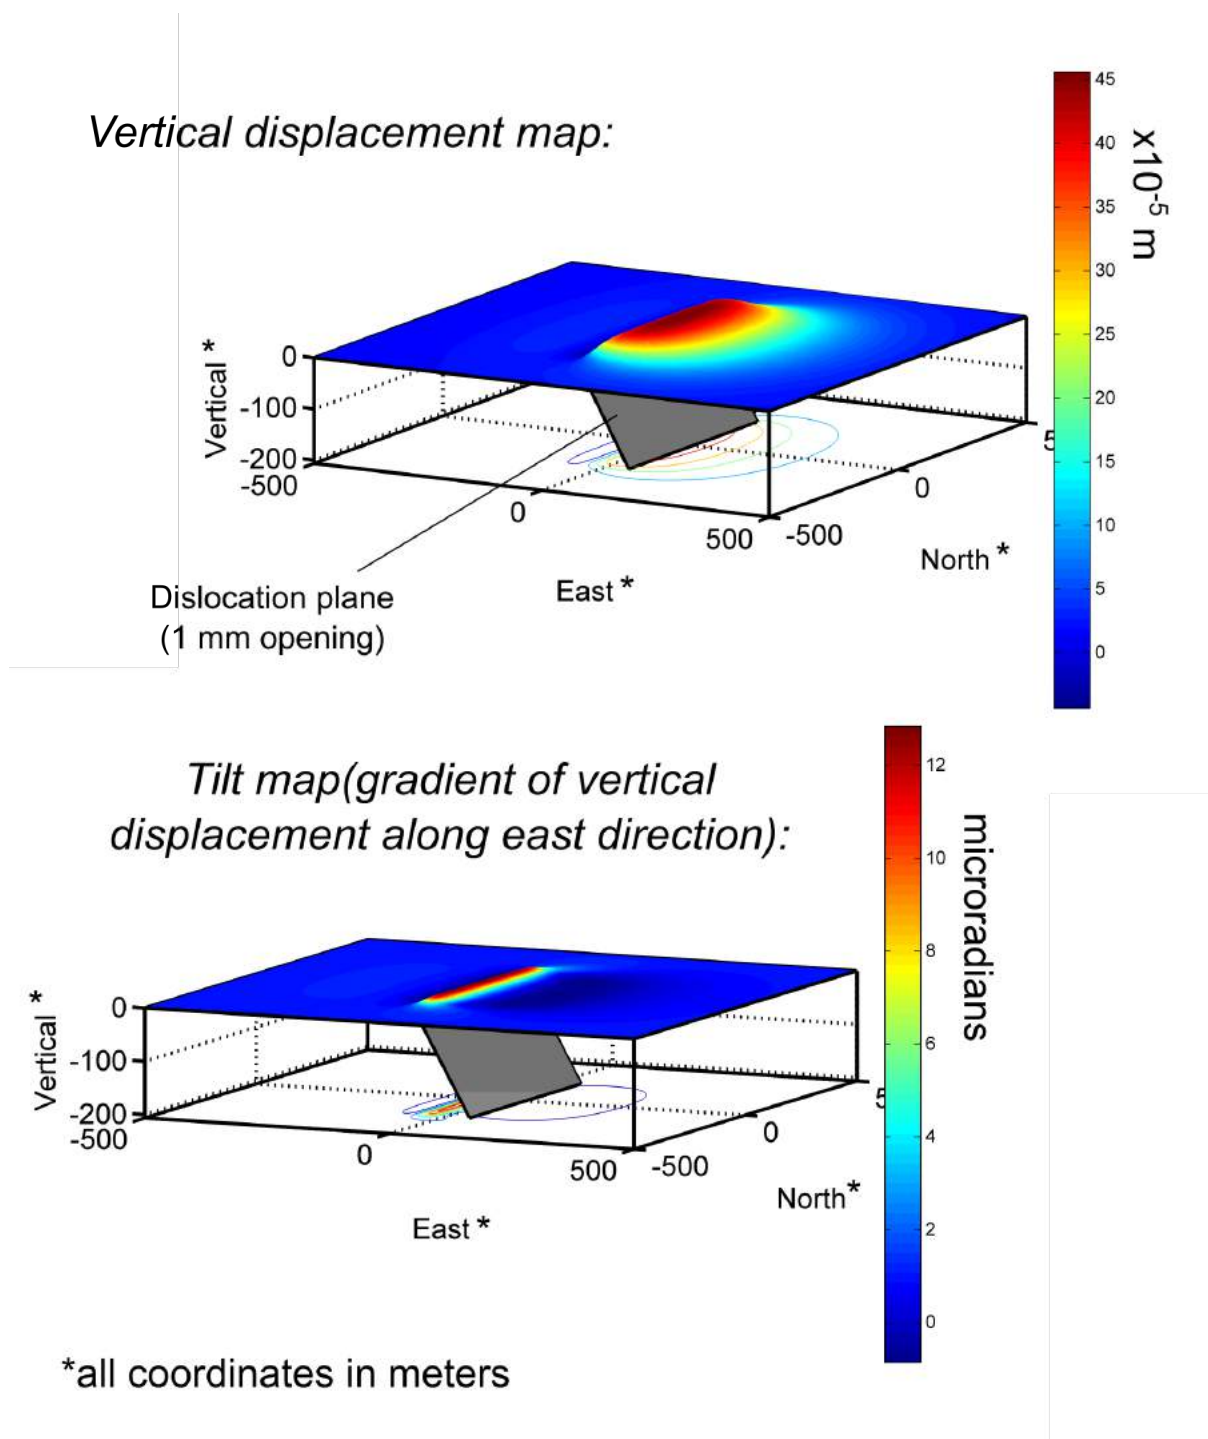 Vertical displacement map:
45
40
35
30
25
20
15
10
5
0
x10-5 m
Vertical *
0
-100
-200
-500
0
500
-500
0
5
East *
North *
Dislocation plane
(1 mm opening)
Tilt map(gradient of vertical
displacement along east direction):
12
10
8
6
4
2
0
microradians
Vertical *
0
-100
-200
-500
0
500
-500
0
5
East *
North*
*all coordinates in meters